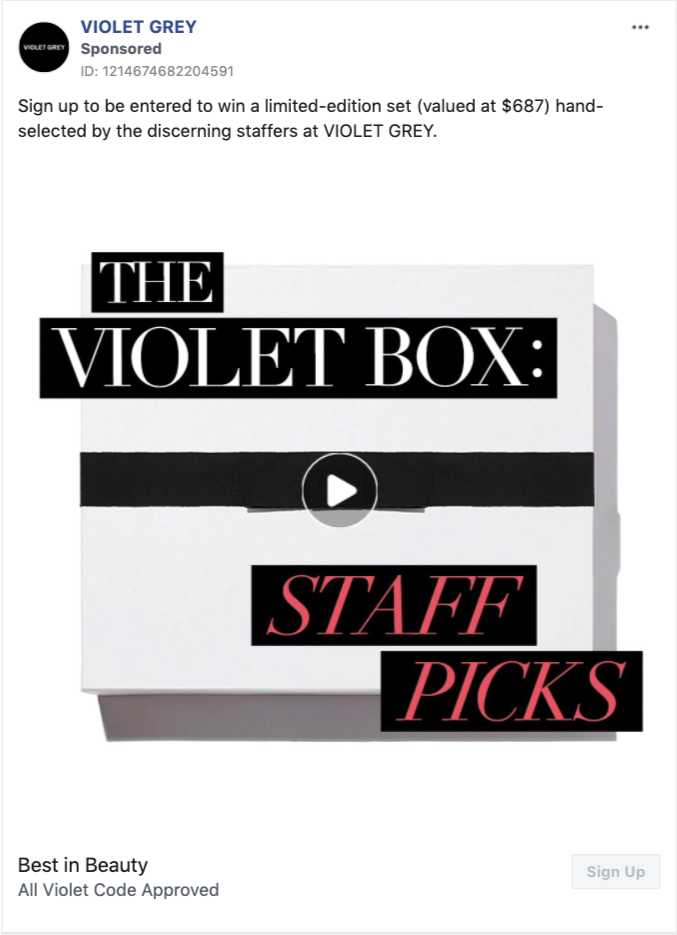 VIOLET GREY
VIOLET GREY
Sponsored
ID: 1214674682204591
Sign up to be entered to win a limited-edition set (valued at $687) hand-
selected by the discerning staffers at VIOLET GREY.
THE
VIOLET BOX:
STAFF
PICKS
Best in Beauty
All Violet Code Approved
Sign Up